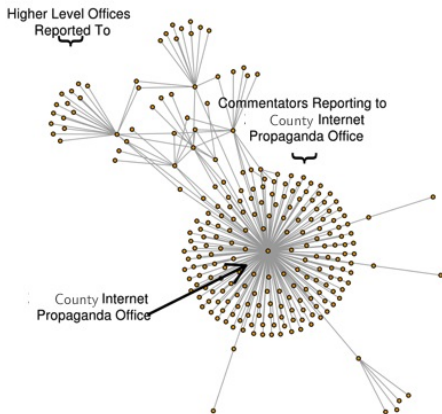 Higher Level Offices
Reported To
Commentators Reporting to
County Internet
Propaganda Office
County Internet
Propaganda Office